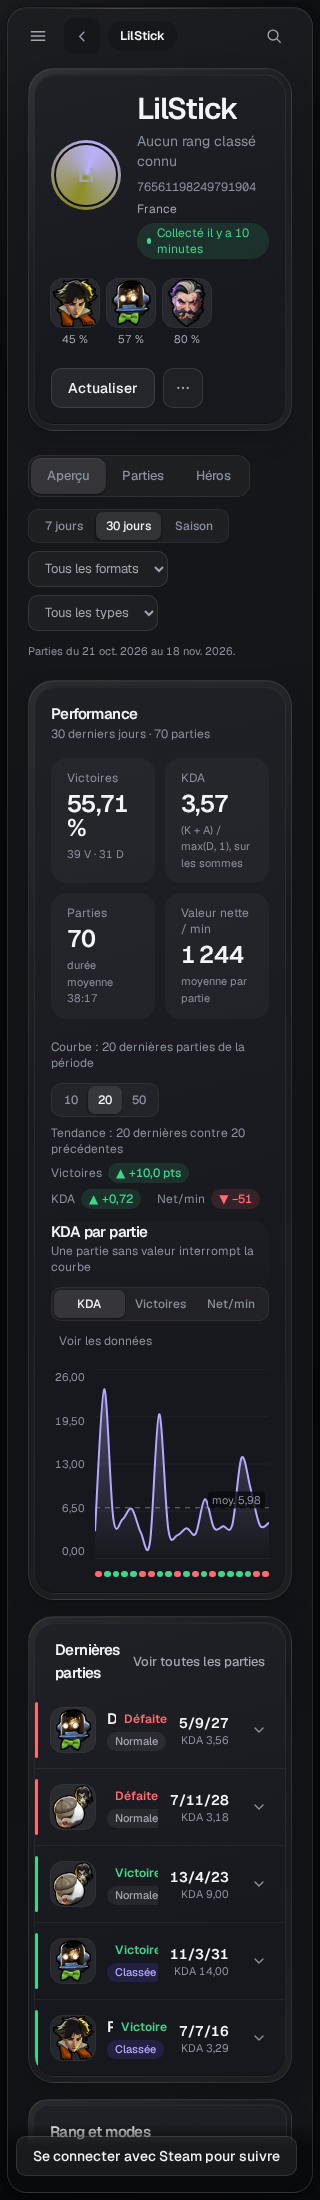 LilStick
LilStick
Aucun rang classé
connu
76561198249791904
France
Collecté il y a 10
minutes
45 %
57 %
80 %
Actualiser
...
Aperçu
Parties
Héros
7 jours
30 jours
Saison
Tous les formats
Tous les types
Parties du 21 oct. 2026 au 18 nov. 2026.
Performance
30 derniers jours · 70 parties
Victoires
55,71
%
39 V · 31 D
KDA
3,57
(K + A) /
max(D, 1), sur
les sommes
Parties
70
durée
moyenne
38:17
Valeur nette
/ min
1 244
moyenne par
partie
Courbe : 20 dernières parties de la
période
10
20
50
Tendance : 20 dernières contre 20
précédentes
Victoires ▲ +10,0 pts
KDA ▲ +0,72 Net/min ▼ −51
KDA par partie
Une partie sans valeur interrompt la
courbe
KDA
Victoires
Net/min
Voir les données
26,00
19,50
13,00
6,50
0,00
moy. 5,98
Dernières
parties
Voir toutes les parties
Défaite
Normale
5/9/27
KDA 3,56
Défaite
Normale
7/11/28
KDA 3,18
Victoire
Normale
13/4/23
KDA 9,00
Victoire
Classée
11/3/31
KDA 14,00
Victoire
Classée
7/7/16
KDA 3,29
Rang et modes
Se connecter avec Steam pour suivre